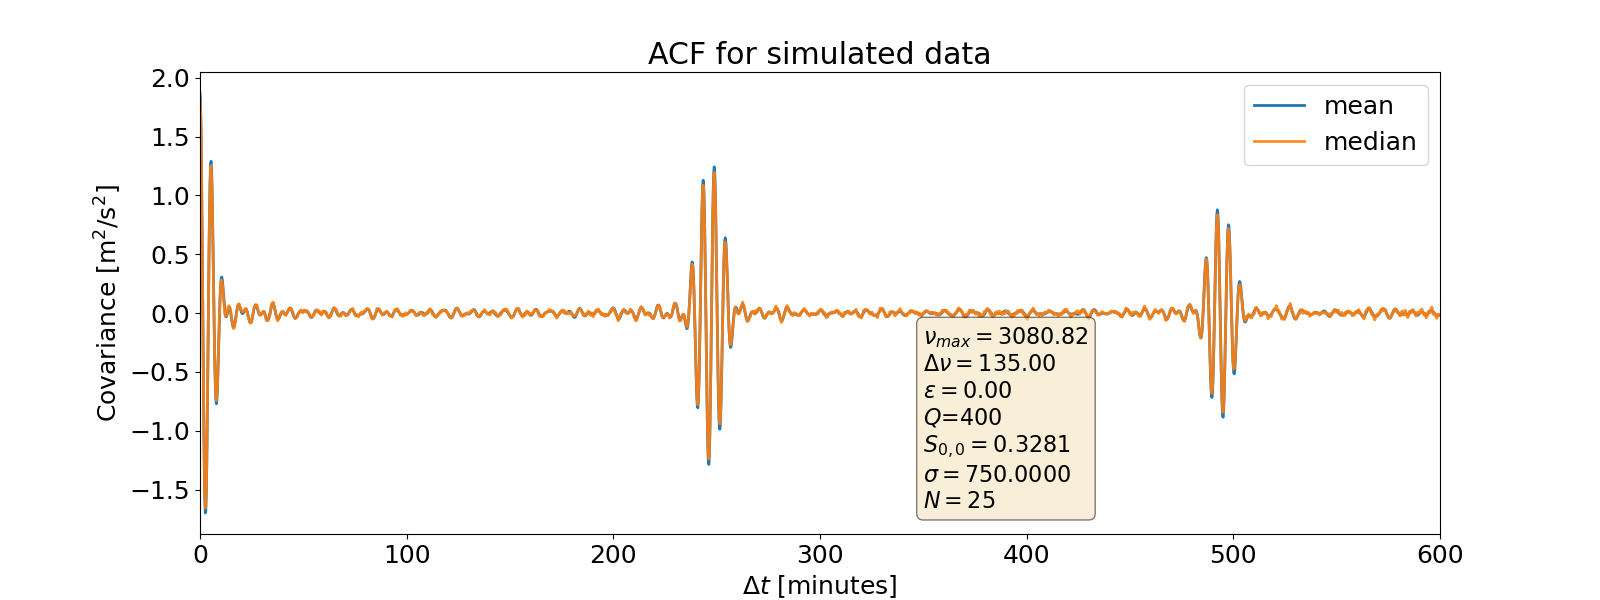 ACF for simulated data
2.0
1.5
1.0
0.5
0.0
−0.5
−1.0
−1.5
Covariance [m²/s²]
mean
median
ν_max = 3080.82
Δν = 135.00
ε = 0.00
Q=400
S_0,0 = 0.3281
σ = 750.0000
N = 25
0 100 200 300 400 500 600
Δt [minutes]